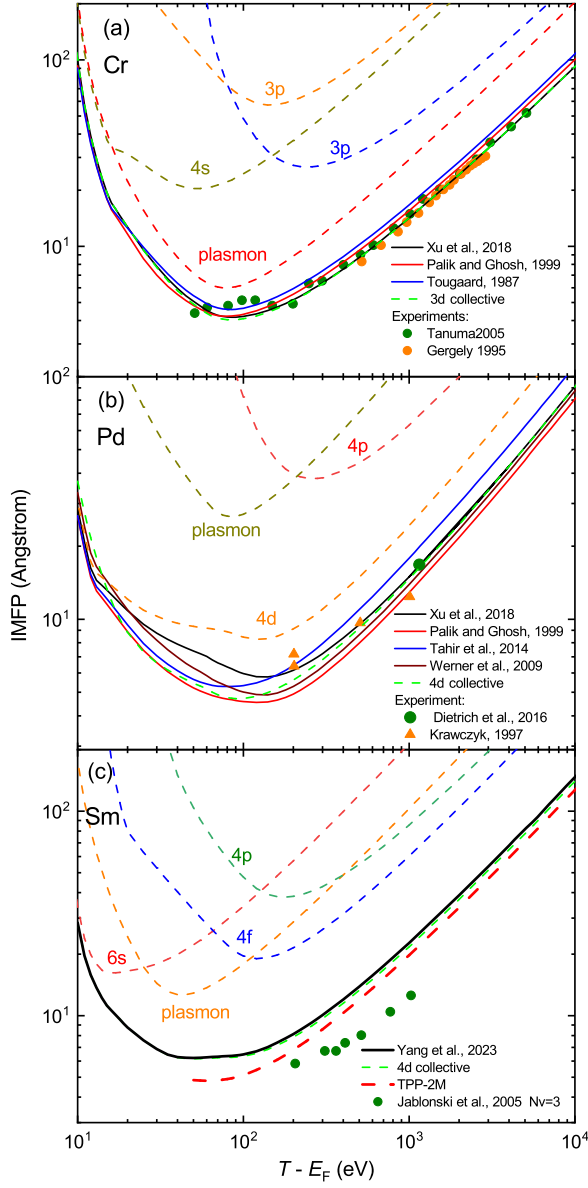 10²
(a)
Cr
3p
3p
4s
10¹
plasmon
Xu et al., 2018
Palik and Ghosh, 1999
Tougaard, 1987
3d collective
Experiments:
Tanuma2005
Gergely 1995
10²
(b)
Pd
4p
plasmon
IMFP (Angstrom)
10¹
4d
Xu et al., 2018
Palik and Ghosh, 1999
Tahir et al., 2014
Werner et al., 2009
4d collective
Experiment:
Dietrich et al., 2016
Krawczyk, 1997
(c)
10²
Sm
4p
6s
4f
10¹
plasmon
Yang et al., 2023
4d collective
TPP-2M
Jablonski et al., 2005 Nv=3
10¹ 10² 10³ 10⁴
T - E_F (eV)